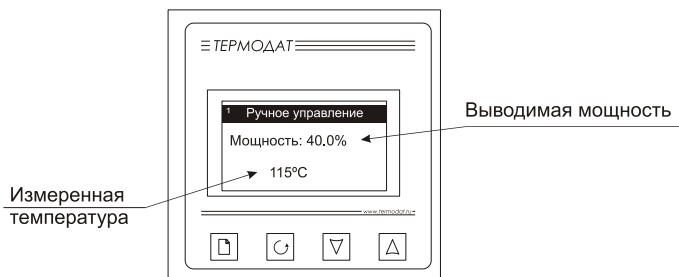 ТЕРМОДАТ
1 Ручное управление
Мощность: 40.0%
115ºC
www.termodat.ru
Выводимая мощность
Измеренная
температура